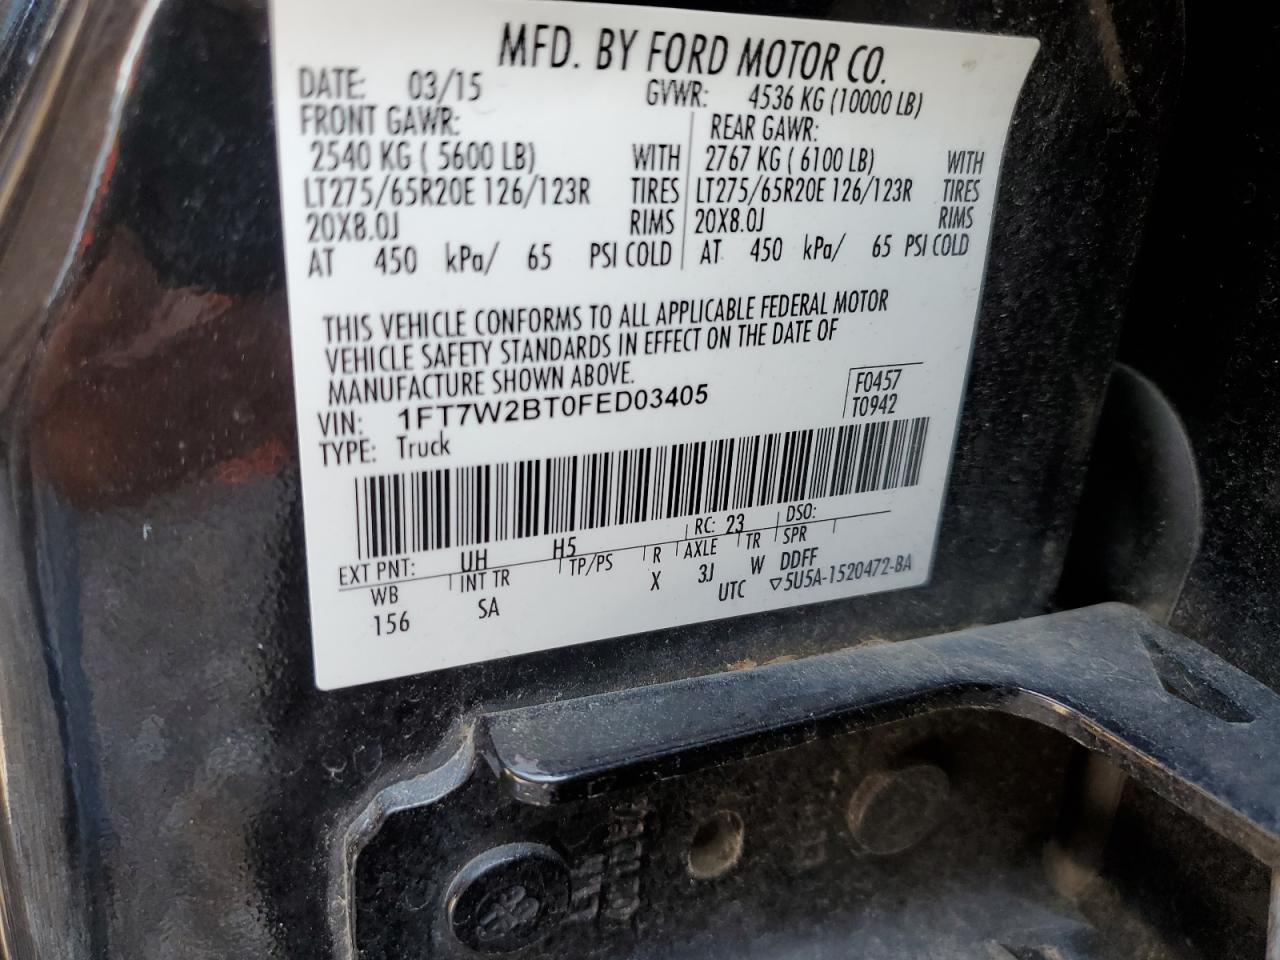 MFD. BY FORD MOTOR CO.
DATE: 03/15 GVWR: 4536 KG (10000 LB)
FRONT GAWR: REAR GAWR:
2540 KG ( 5600 LB) WITH 2767 KG ( 6100 LB) WITH
LT275/65R20E 126/123R TIRES LT275/65R20E 126/123R TIRES
20X8.0J RIMS 20X8.0J RIMS
AT 450 kPa/ 65 PSI COLD AT 450 kPa/ 65 PSI COLD
THIS VEHICLE CONFORMS TO ALL APPLICABLE FEDERAL MOTOR
VEHICLE SAFETY STANDARDS IN EFFECT ON THE DATE OF
MANUFACTURE SHOWN ABOVE.
VIN: 1FT7W2BT0FED03405 F0457
TYPE: Truck T0942
EXT PNT: UH H5 RC: 23 DSO:
WB INT TR TP/PS R AXLE TR SPR
156 SA X 3J W DDFF
UTC ▽5U5A-1520472-BA